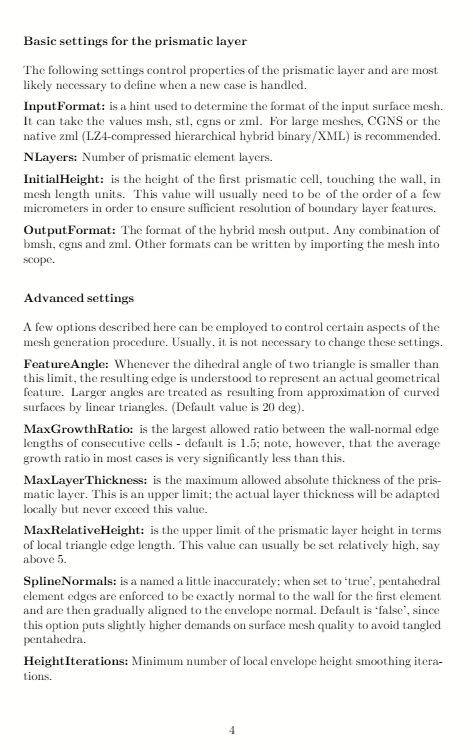 Basic settings for the prismatic layer
The following settings control properties of the prismatic layer and are most
likely necessary to define when a new case is handled.
InputFormat: is a hint used to determine the format of the input surface mesh.
It can take the values msh, stl, cgns or zml. For large meshes, CGNS or the
native zml (LZ4-compressed hierarchical hybrid binary/XML) is recommended.
NLayers: Number of prismatic element layers.
InitialHeight: is the height of the first prismatic cell, touching the wall, in
mesh length units. This value will usually need to be of the order of a few
micrometers in order to ensure sufficient resolution of boundary layer features.
OutputFormat: The format of the hybrid mesh output. Any combination of
bmsh, cgns and zml. Other formats can be written by importing the mesh into
scope.
Advanced settings
A few options described here can be employed to control certain aspects of the
mesh generation procedure. Usually, it is not necessary to change these settings.
FeatureAngle: Whenever the dihedral angle of two triangle is smaller than
this limit, the resulting edge is understood to represent an actual geometrical
feature. Larger angles are treated as resulting from approximation of curved
surfaces by linear triangles. (Default value is 20 deg).
MaxGrowthRatio: is the largest allowed ratio between the wall-normal edge
lengths of consecutive cells - default is 1.5; note, however, that the average
growth ratio in most cases is very significantly less than this.
MaxLayerThickness: is the maximum allowed absolute thickness of the pris-
matic layer. This is an upper limit; the actual layer thickness will be adapted
locally but never exceed this value.
MaxRelativeHeight: is the upper limit of the prismatic layer height in terms
of local triangle edge length. This value can usually be set relatively high, say
above 5.
SplineNormals: is a named a little inaccurately; when set to ‘true’, pentahedral
element edges are enforced to be exactly normal to the wall for the first element
and are then gradually aligned to the envelope normal. Default is ‘false’, since
this option puts slightly higher demands on surface mesh quality to avoid tangled
pentahedra.
HeightIterations: Minimum number of local envelope height smoothing itera-
tions.
4